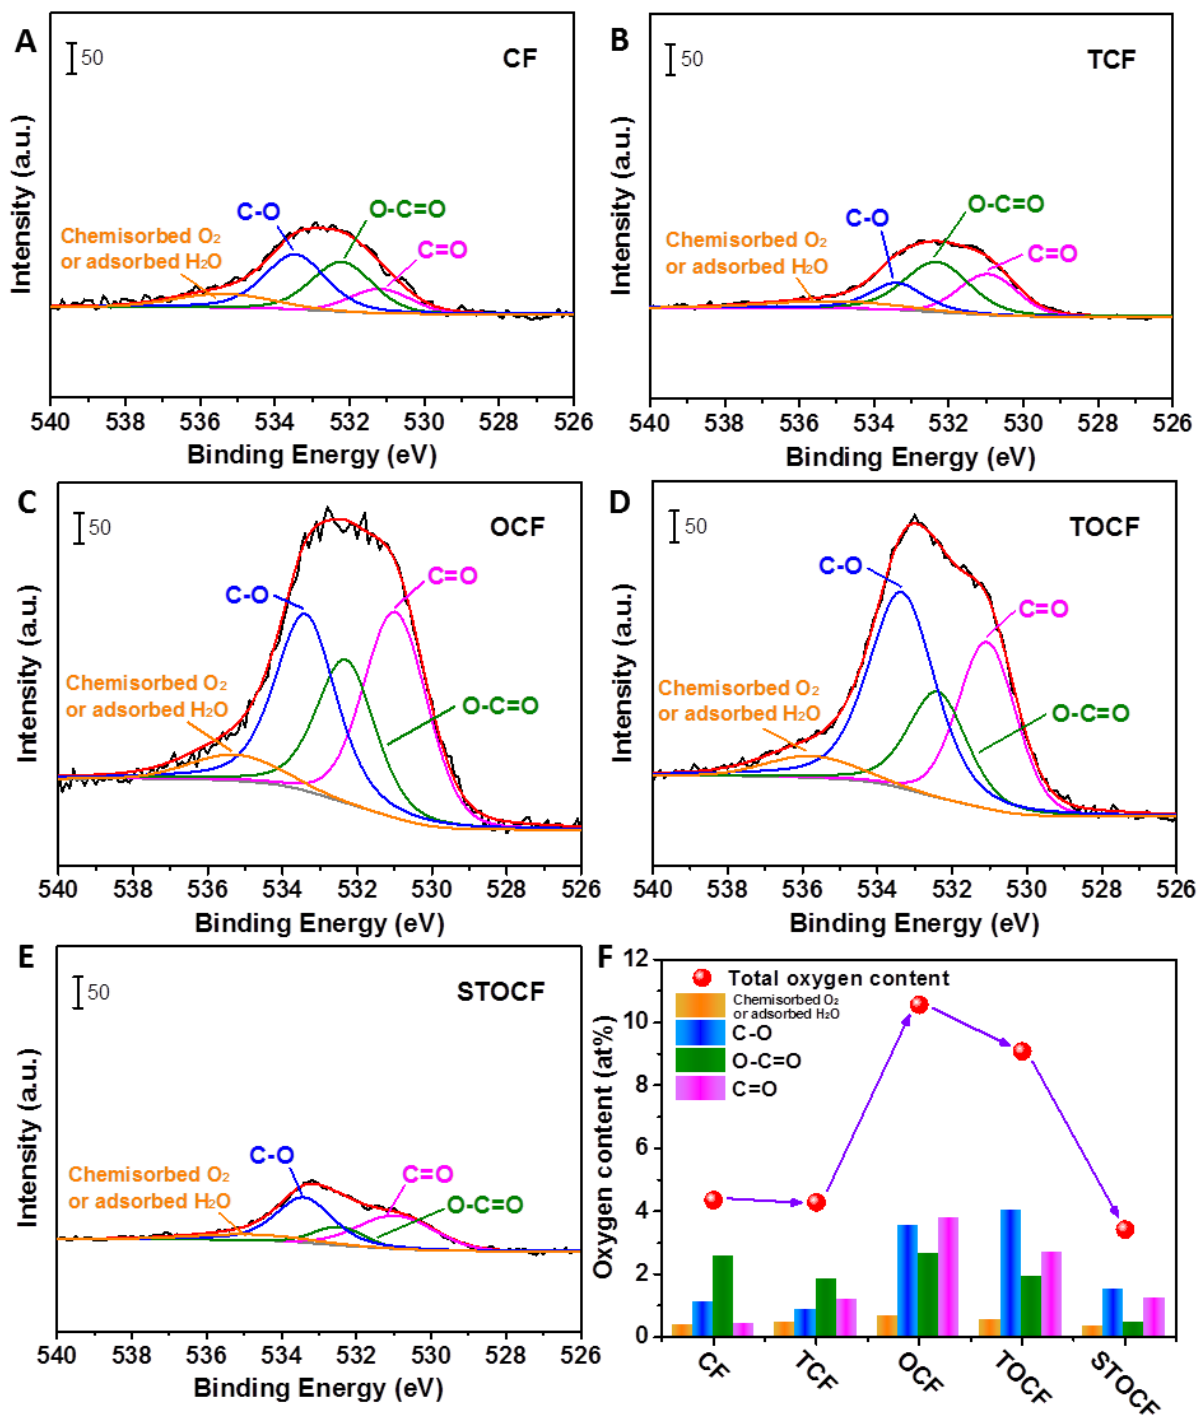 A
50
CF
C-O
O-C=O
C=O
Chemisorbed O₂
or adsorbed H₂O
Intensity (a.u.)
540 538 536 534 532 530 528 526
Binding Energy (eV)
B
50
TCF
C-O
O-C=O
C=O
Chemisorbed O₂
or adsorbed H₂O
Intensity (a.u.)
540 538 536 534 532 530 528 526
Binding Energy (eV)
C
50
OCF
C=O
C-O
Chemisorbed O₂
or adsorbed H₂O
O-C=O
Intensity (a.u.)
540 538 536 534 532 530 528 526
Binding Energy (eV)
D
50
TOCF
C-O
C=O
Chemisorbed O₂
or adsorbed H₂O
O-C=O
Intensity (a.u.)
540 538 536 534 532 530 528 526
Binding Energy (eV)
E
50
STOCF
C-O
C=O
Chemisorbed O₂
or adsorbed H₂O
O-C=O
Intensity (a.u.)
540 538 536 534 532 530 528 526
Binding Energy (eV)
F
Total oxygen content
Chemisorbed O₂
or adsorbed H₂O
C-O
O-C=O
C=O
Oxygen content (at%)
12
10
8
6
4
2
0
CF
TCF
OCF
TOCF
STOCF